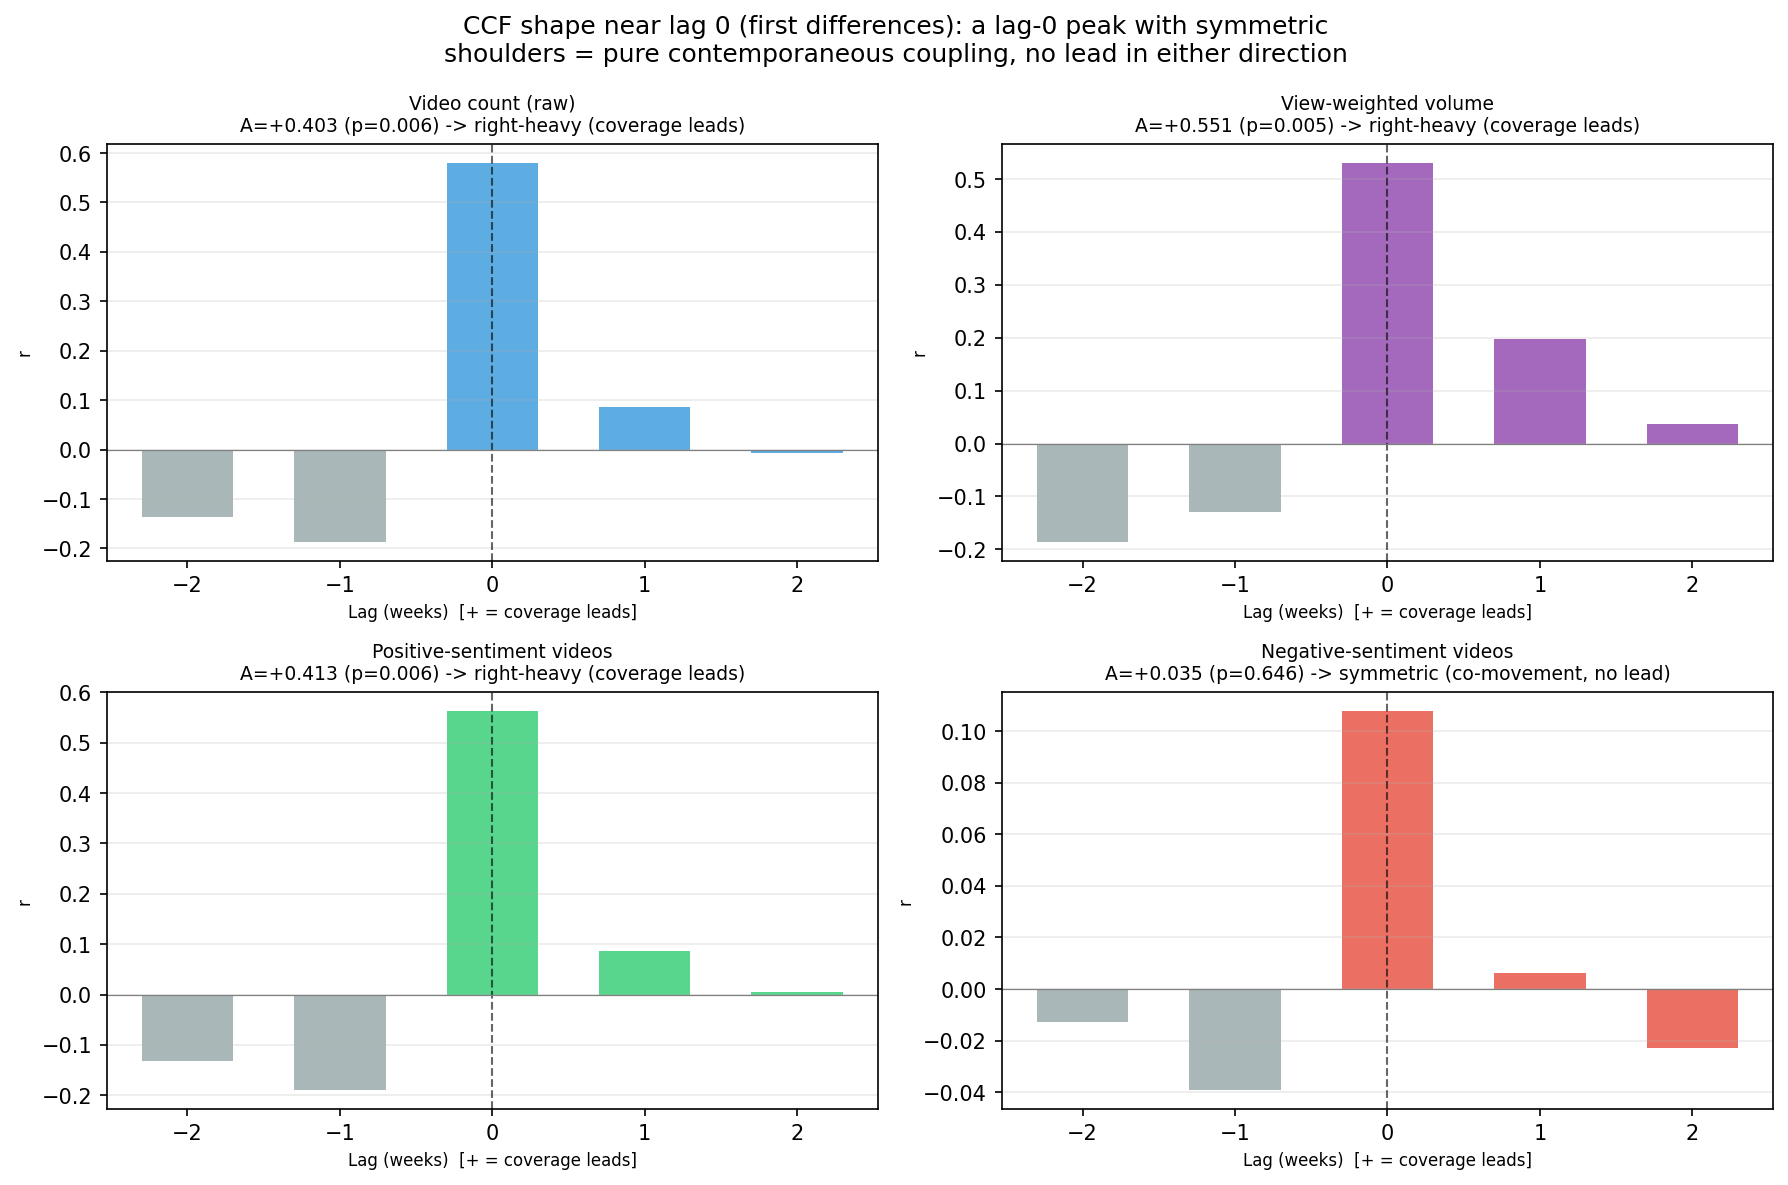 CCF shape near lag 0 (first differences): a lag-0 peak with symmetric
shoulders = pure contemporaneous coupling, no lead in either direction
Video count (raw)
A=+0.403 (p=0.006) -> right-heavy (coverage leads)
0.6
0.5
0.4
0.3
0.2
0.1
0.0
−0.1
−0.2
r
−2 −1 0 1 2
Lag (weeks)  [+ = coverage leads]
View-weighted volume
A=+0.551 (p=0.005) -> right-heavy (coverage leads)
0.5
0.4
0.3
0.2
0.1
0.0
−0.1
−0.2
r
−2 −1 0 1 2
Lag (weeks)  [+ = coverage leads]
Positive-sentiment videos
A=+0.413 (p=0.006) -> right-heavy (coverage leads)
0.6
0.5
0.4
0.3
0.2
0.1
0.0
−0.1
−0.2
r
−2 −1 0 1 2
Lag (weeks)  [+ = coverage leads]
Negative-sentiment videos
A=+0.035 (p=0.646) -> symmetric (co-movement, no lead)
0.10
0.08
0.06
0.04
0.02
0.00
−0.02
−0.04
r
−2 −1 0 1 2
Lag (weeks)  [+ = coverage leads]